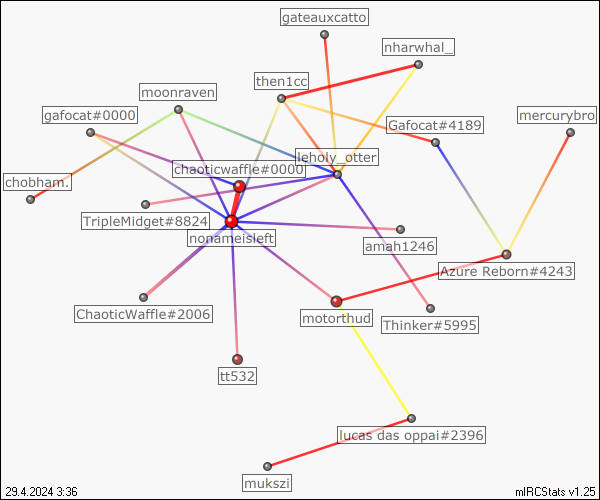 gateauxcatto
nharwhal_
then1cc
moonraven
gafocat#0000
mercurybro
Gafocat#4189
leholy_otter
chaoticwaffle#0000
chobham.
TripleMidget#8824
nonameisleft
amah1246
Azure Reborn#4243
ChaoticWaffle#2006
motorthud
Thinker#5995
tt532
lucas das oppai#2396
mukszi
29.4.2024 3:36
mIRCStats v1.25